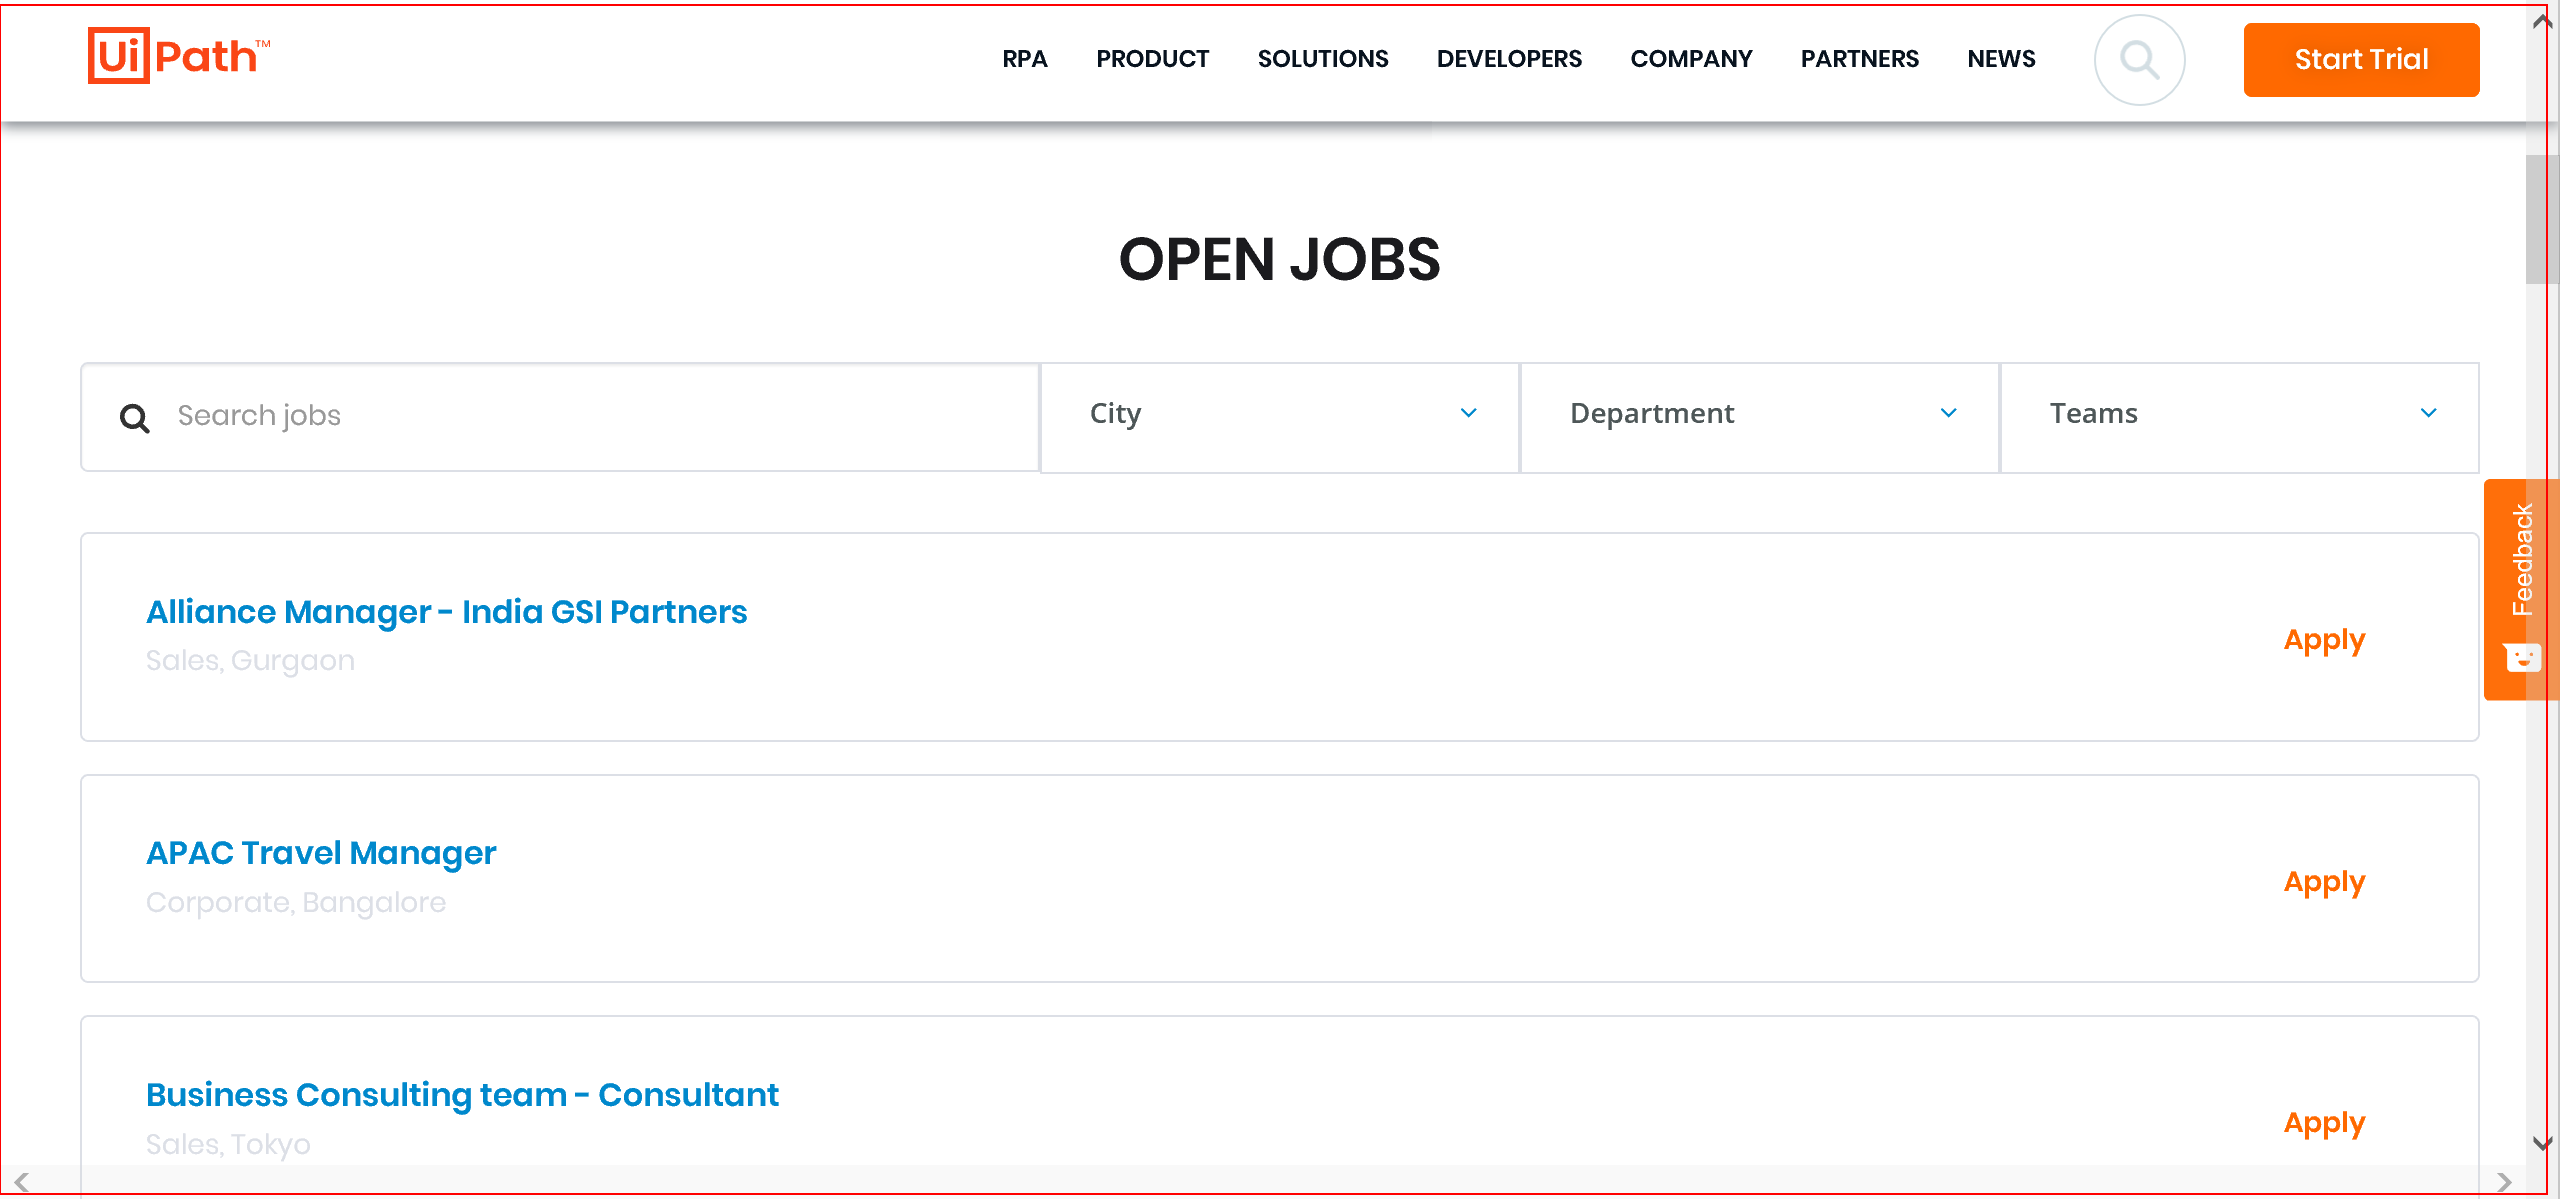 UiPath™
RPA PRODUCT SOLUTIONS DEVELOPERS COMPANY PARTNERS NEWS Start Trial
OPEN JOBS
Search jobs City Department Teams
Feedback
Alliance Manager - India GSI Partners
Sales, Gurgaon
Apply
APAC Travel Manager
Corporate, Bangalore
Apply
Business Consulting team - Consultant
Sales, Tokyo
Apply